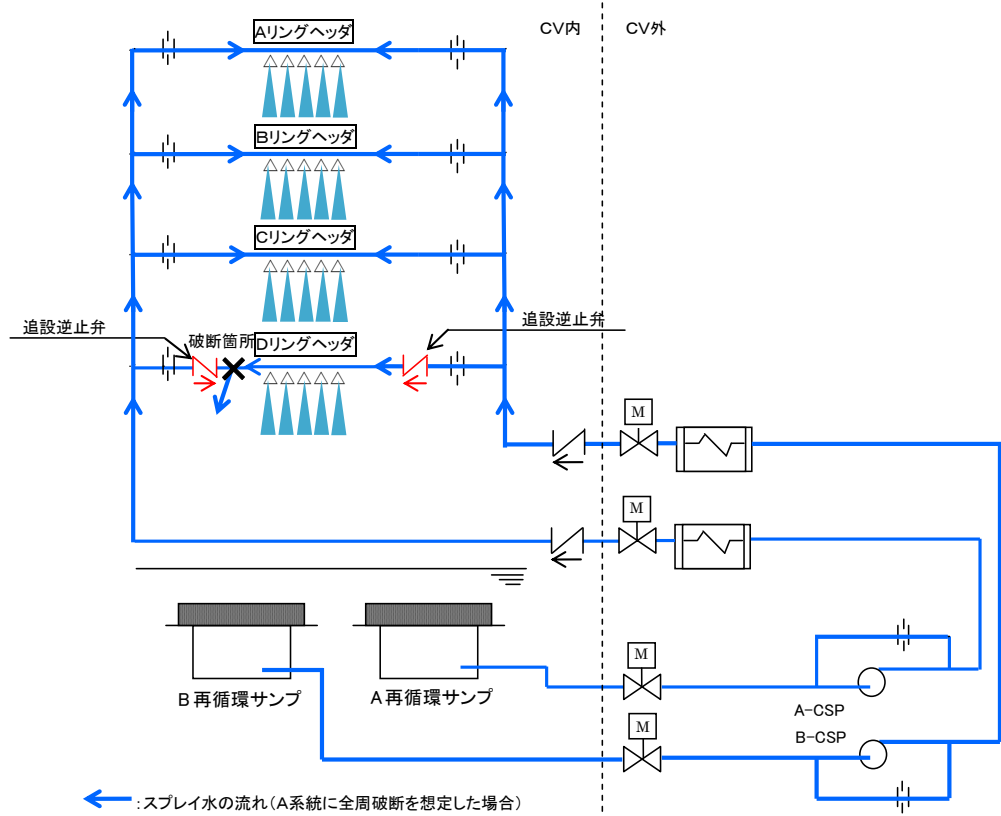 CV内 CV外
Aリングヘッダ
Bリングヘッダ
Cリングヘッダ
追設逆止弁 破断箇所 Dリングヘッダ 追設逆止弁
M
M
M
M
B再循環サンプ A再循環サンプ
A-CSP
B-CSP
:スプレイ水の流れ(A系統に全周破断を想定した場合)